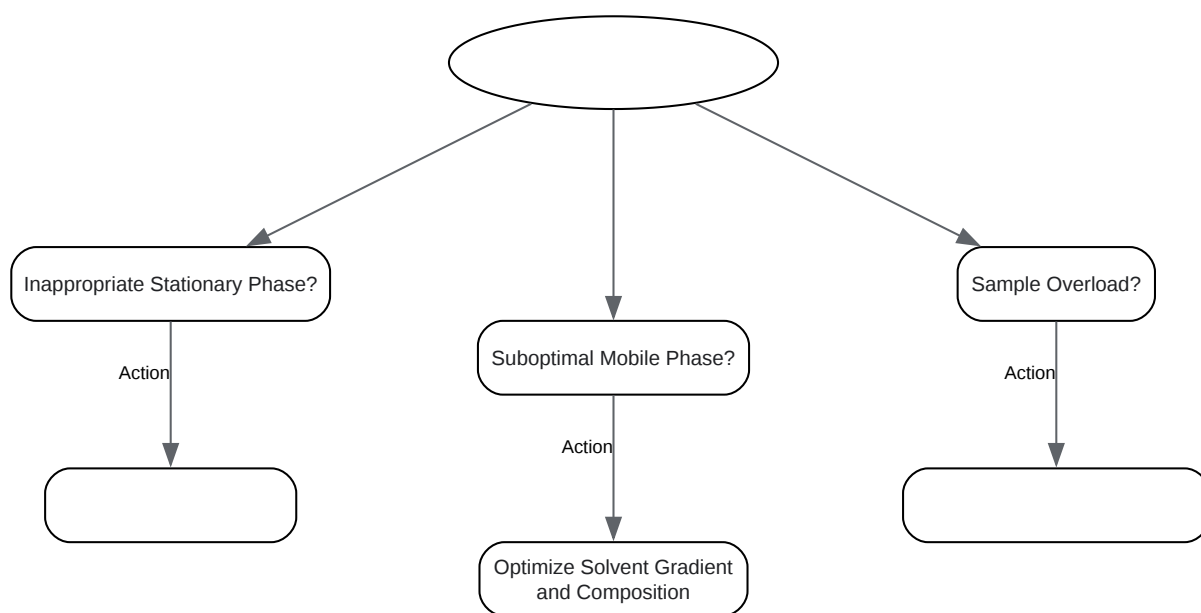 Inappropriate Stationary Phase?
Sample Overload?
Suboptimal Mobile Phase?
Action
Action
Action
Optimize Solvent Gradient
and Composition